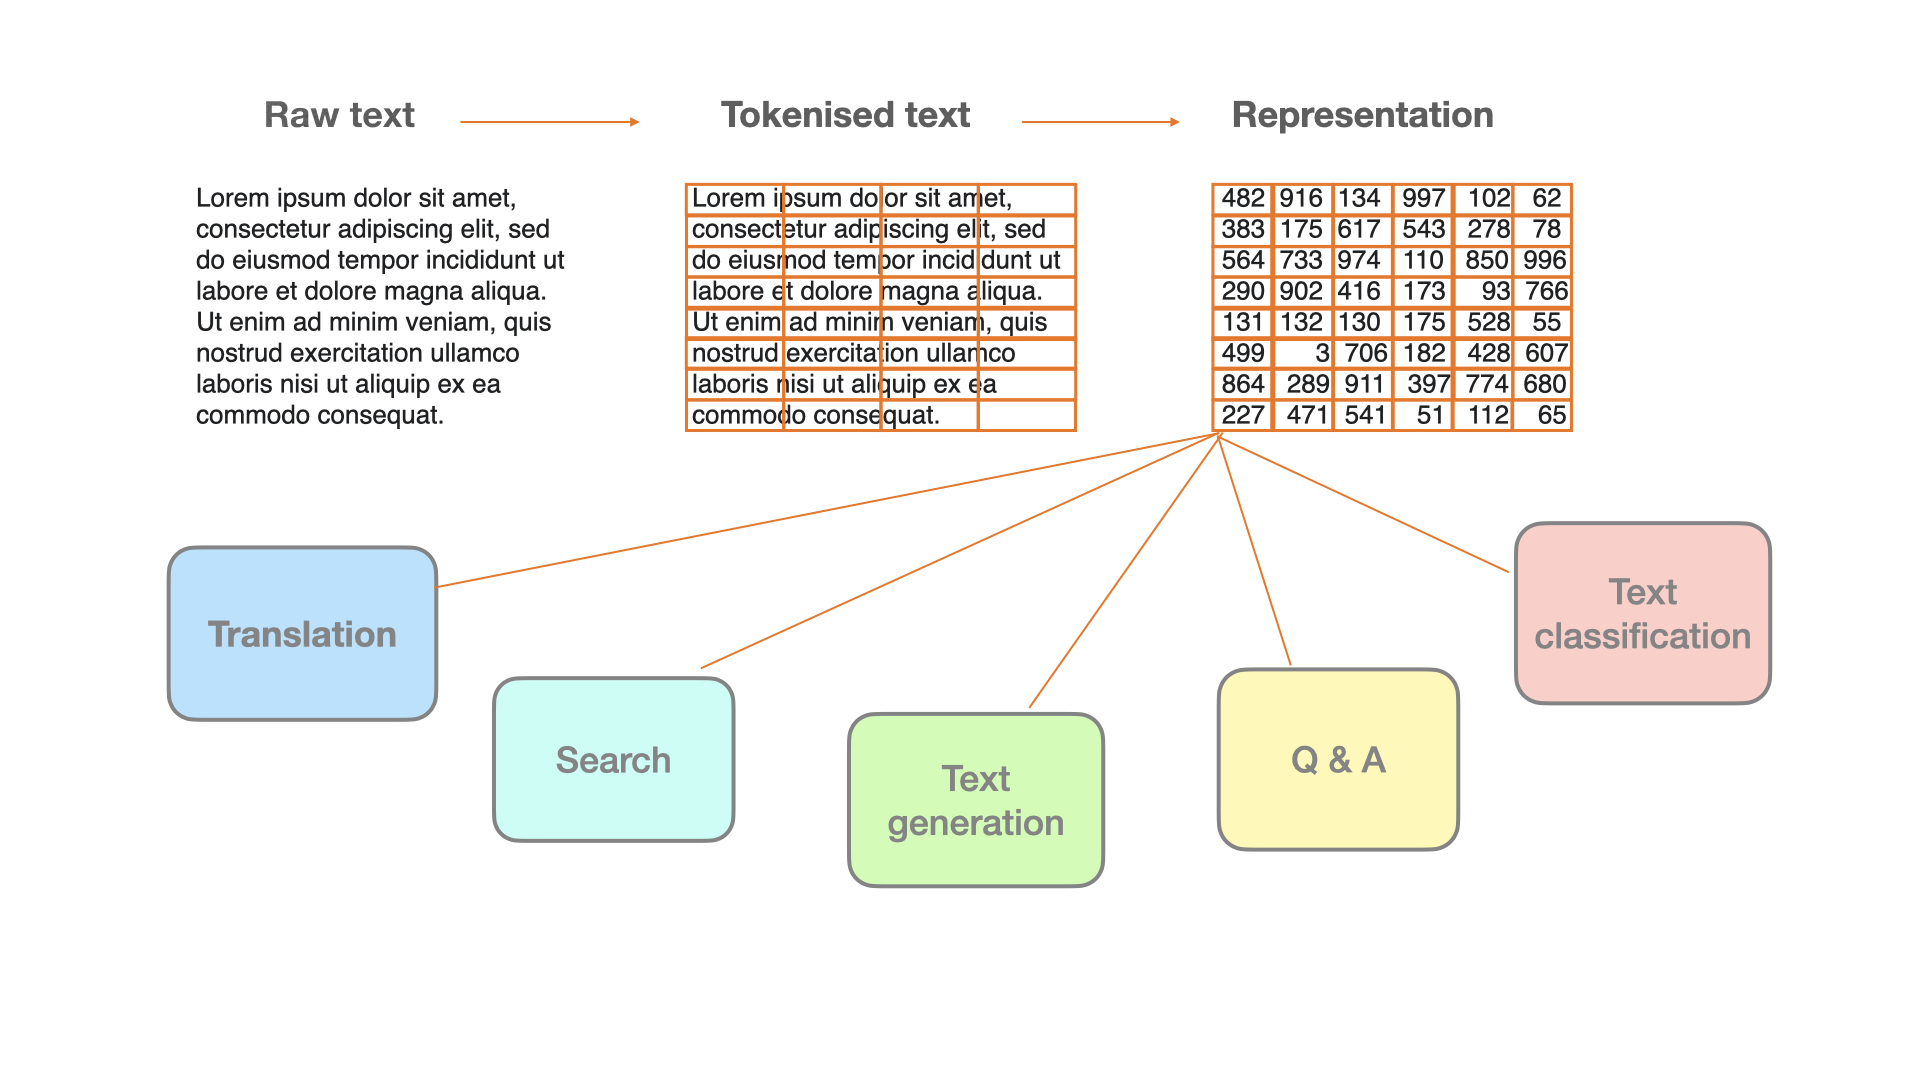 Raw text
Tokenised text
Representation
Lorem ipsum dolor sit amet,
consectetur adipiscing elit, sed
do eiusmod tempor incididunt ut
labore et dolore magna aliqua.
Ut enim ad minim veniam, quis
nostrud exercitation ullamco
laboris nisi ut aliquip ex ea
commodo consequat.
Lorem ipsum dolor sit amet,
consectetur adipiscing elit, sed
do eiusmod tempor incididunt ut
labore et dolore magna aliqua.
Ut enim ad minim veniam, quis
nostrud exercitation ullamco
laboris nisi ut aliquip ex ea
commodo consequat.
482 916 134 997 102 62
383 175 617 543 278 78
564 733 974 110 850 996
290 902 416 173 93 766
131 132 130 175 528 55
499 3 706 182 428 607
864 289 911 397 774 680
227 471 541 51 112 65
Translation
Search
Text
generation
Q & A
Text
classification